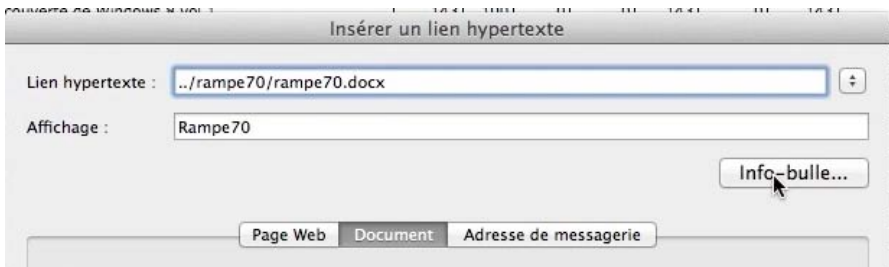 Insérer un lien hypertexte
Lien hypertexte : ../rampe70/rampe70.docx
Affichage : Rampe70
Info-bulle...
Page Web Document Adresse de messagerie